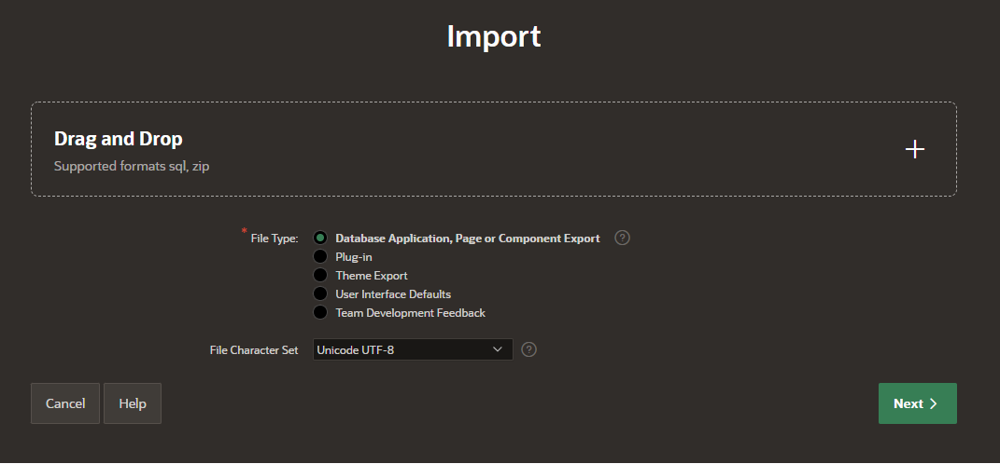 Import
Drag and Drop
Supported formats sql, zip
* File Type:
Database Application, Page or Component Export ?
Plug-in
Theme Export
User Interface Defaults
Team Development Feedback
File Character Set Unicode UTF-8 ?
Cancel Help Next